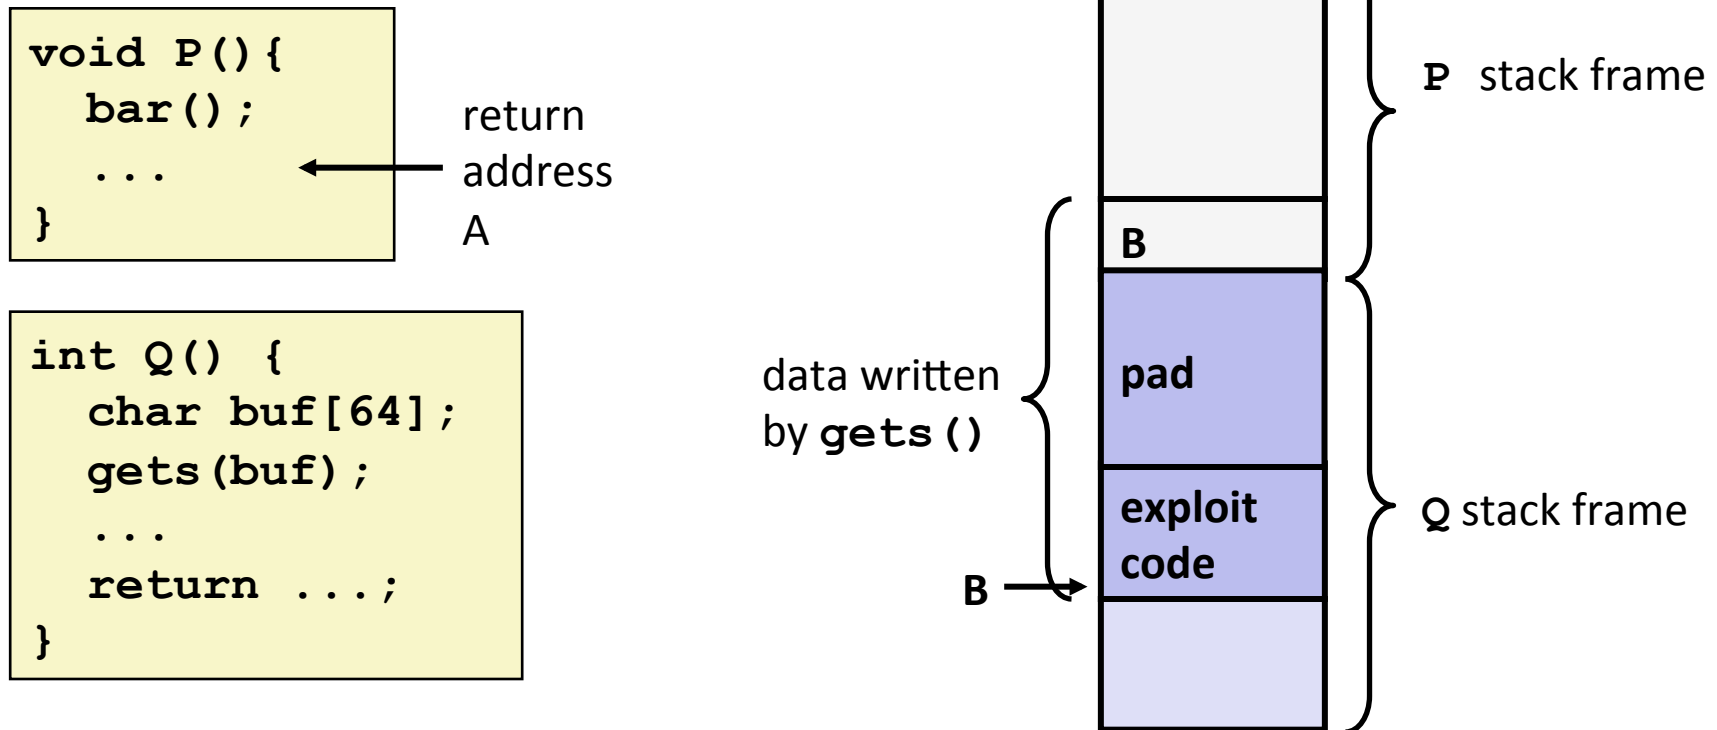 void P(){
bar();
...
}
return
address
A
int Q() {
char buf[64];
gets(buf);
...
return ...;
}
data written
by gets()
B
B
pad
exploit
code
P stack frame
Q stack frame